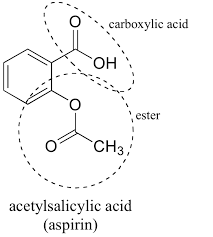 O
carboxylic acid
OH
O
ester
O
CH3
acetylsalicylic acid
(aspirin)